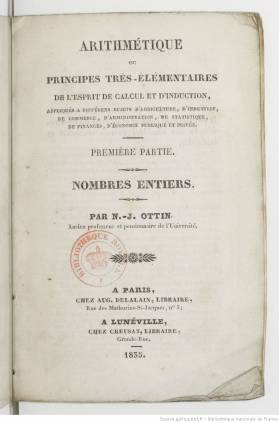 ARITHMÉTIQUE
OU
PRINCIPES TRÈS-ÉLÉMENTAIRES
DE L'ESPRIT DE CALCUL ET D'INDUCTION,
APPLIQUÉS A DIFFÉRENS SUJETS D'AGRICULTURE, D'INDUSTRIE,
DE COMMERCE, D'ADMINISTRATION, DE STATISTIQUE,
DE FINANCES, D'ÉCONOMIE PUBLIQUE ET PRIVÉE.
PREMIÈRE PARTIE.
NOMBRES ENTIERS.
PAR N.-J. OTTIN
Ancien professeur et pensionnaire de l'Université,
BIBLIOTHÈQUE
A PARIS,
CHEZ AUG. DELALAIN, LIBRAIRE,
Rue des Mathurins-St-Jacques, n° 5;
A LUNÉVILLE,
CHEZ CREUSAT, LIBRAIRE,
Grande-Rue,
1835.
Source gallica.bnf.fr / Bibliothèque nationale de France